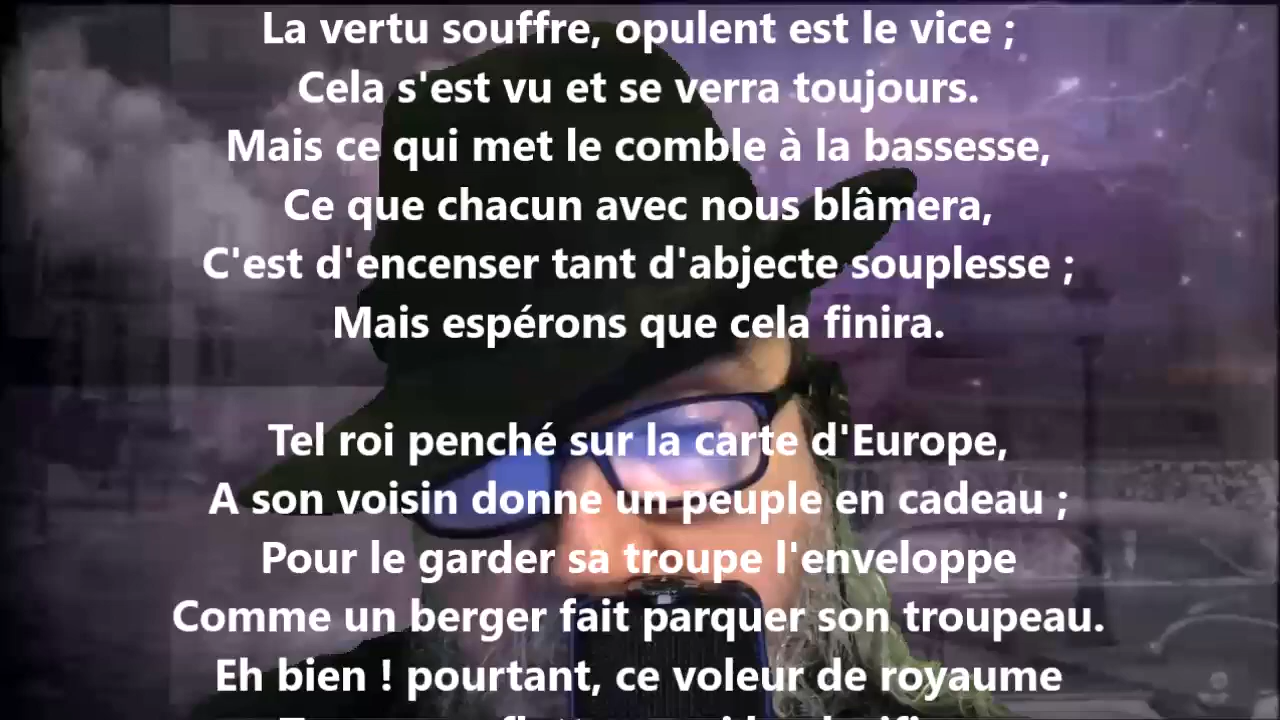 La vertu souffre, opulent est le vice ;
Cela s'est vu et se verra toujours.
Mais ce qui met le comble à la bassesse,
Ce que chacun avec nous blâmera,
C'est d'encenser tant d'abjecte souplesse ;
Mais espérons que cela finira.
Tel roi penché sur la carte d'Europe,
A son voisin donne un peuple en cadeau ;
Pour le garder sa troupe l'enveloppe
Comme un berger fait parquer son troupeau.
Eh bien ! pourtant, ce voleur de royaume